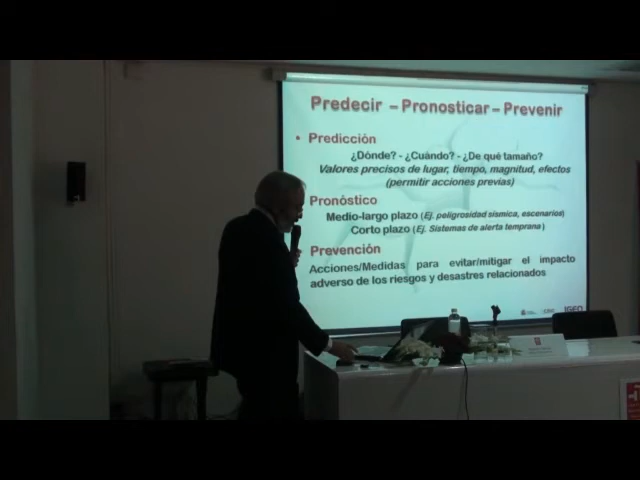 Predecir – Pronosticar – Prevenir
• Predicción
¿Dónde? - ¿Cuándo? - ¿De qué tamaño?
Valores precisos de lugar, tiempo, magnitud, efectos
(permitir acciones previas)
Pronóstico
Medio-largo plazo (Ej. peligrosidad sísmica, escenarios)
Corto plazo (Ej. Sistemas de alerta temprana)
Prevención
Acciones/Medidas para evitar/mitigar el impacto
adverso de los riesgos y desastres relacionados
IGEO